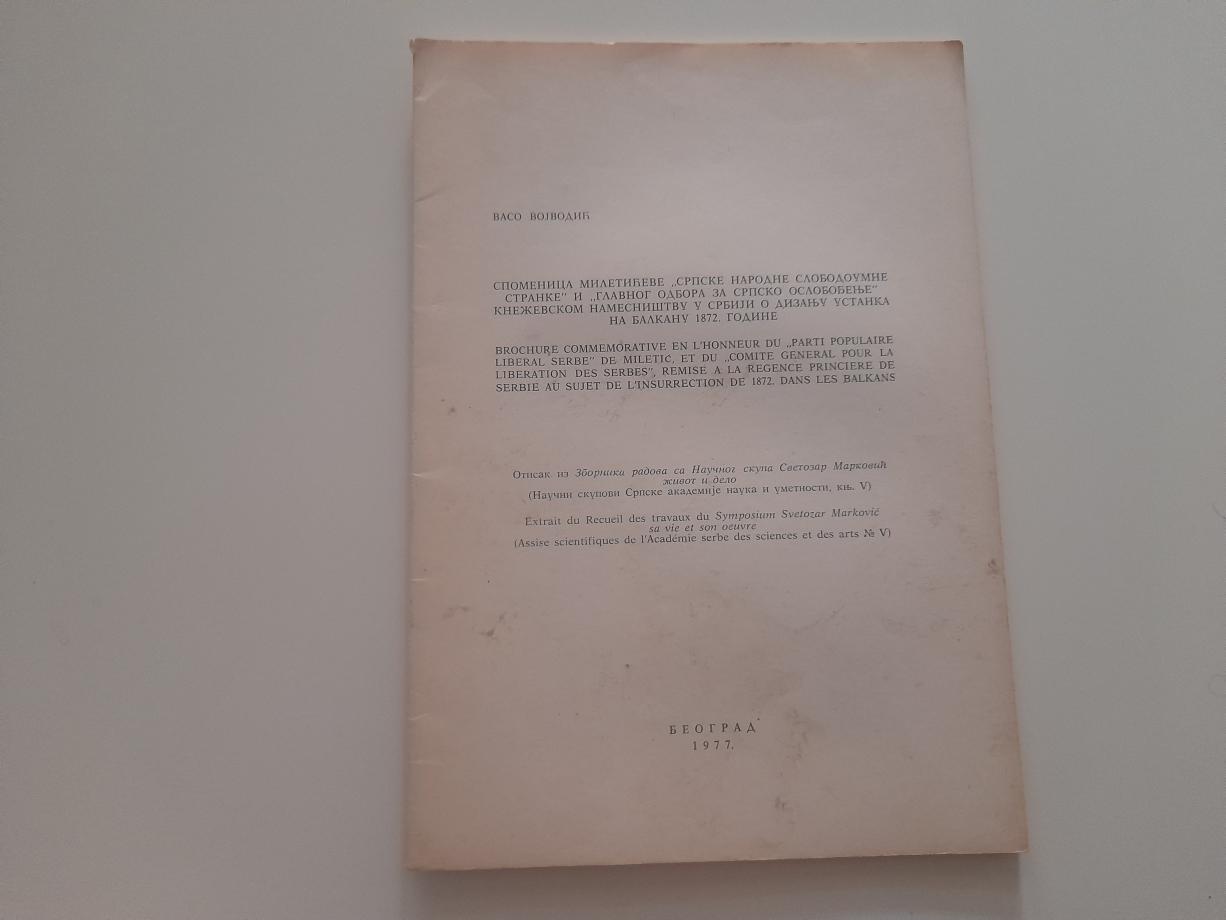 ВАСО ВОЈВОДИЋ
СПОМЕНИЦА МИЛЕТИЋЕВЕ „СРПСКЕ НАРОДНЕ СЛОБОДОУМНЕ
СТРАНКЕ" И „ГЛАВНОГ ОДБОРА ЗА СРПСКО ОСЛОБОЂЕЊЕ"
КНЕЖЕВСКОМ НАМЕСНИШТВУ У СРБИЈИ О ДИЗАЊУ УСТАНКА
НА БАЛКАНУ 1872. ГОДИНЕ
BROCHURE COMMEMORATIVE EN L'HONNEUR DU „PARTI POPULAIRE
LIBERAL SERBE" DE MILETIĆ, ET DU „COMITE GENERAL POUR LA
LIBERATION DES SERBES", REMISE A LA REGENCE PRINCIERE DE
SERBIE AU SUJET DE L'INSURRECTION DE 1872. DANS LES BALKANS
Отисак из Зборника радова са Научног скупа Светозар Марковић
живот и дело
(Научни скупови Српске академије наука и уметности, књ. V)
Extrait du Recueil des travaux du Symposium Svetozar Marković
sa vie et son oeuvre
(Assise scientifiques de l'Académie serbe des sciences et des arts № V)
БЕОГРАД
1977.